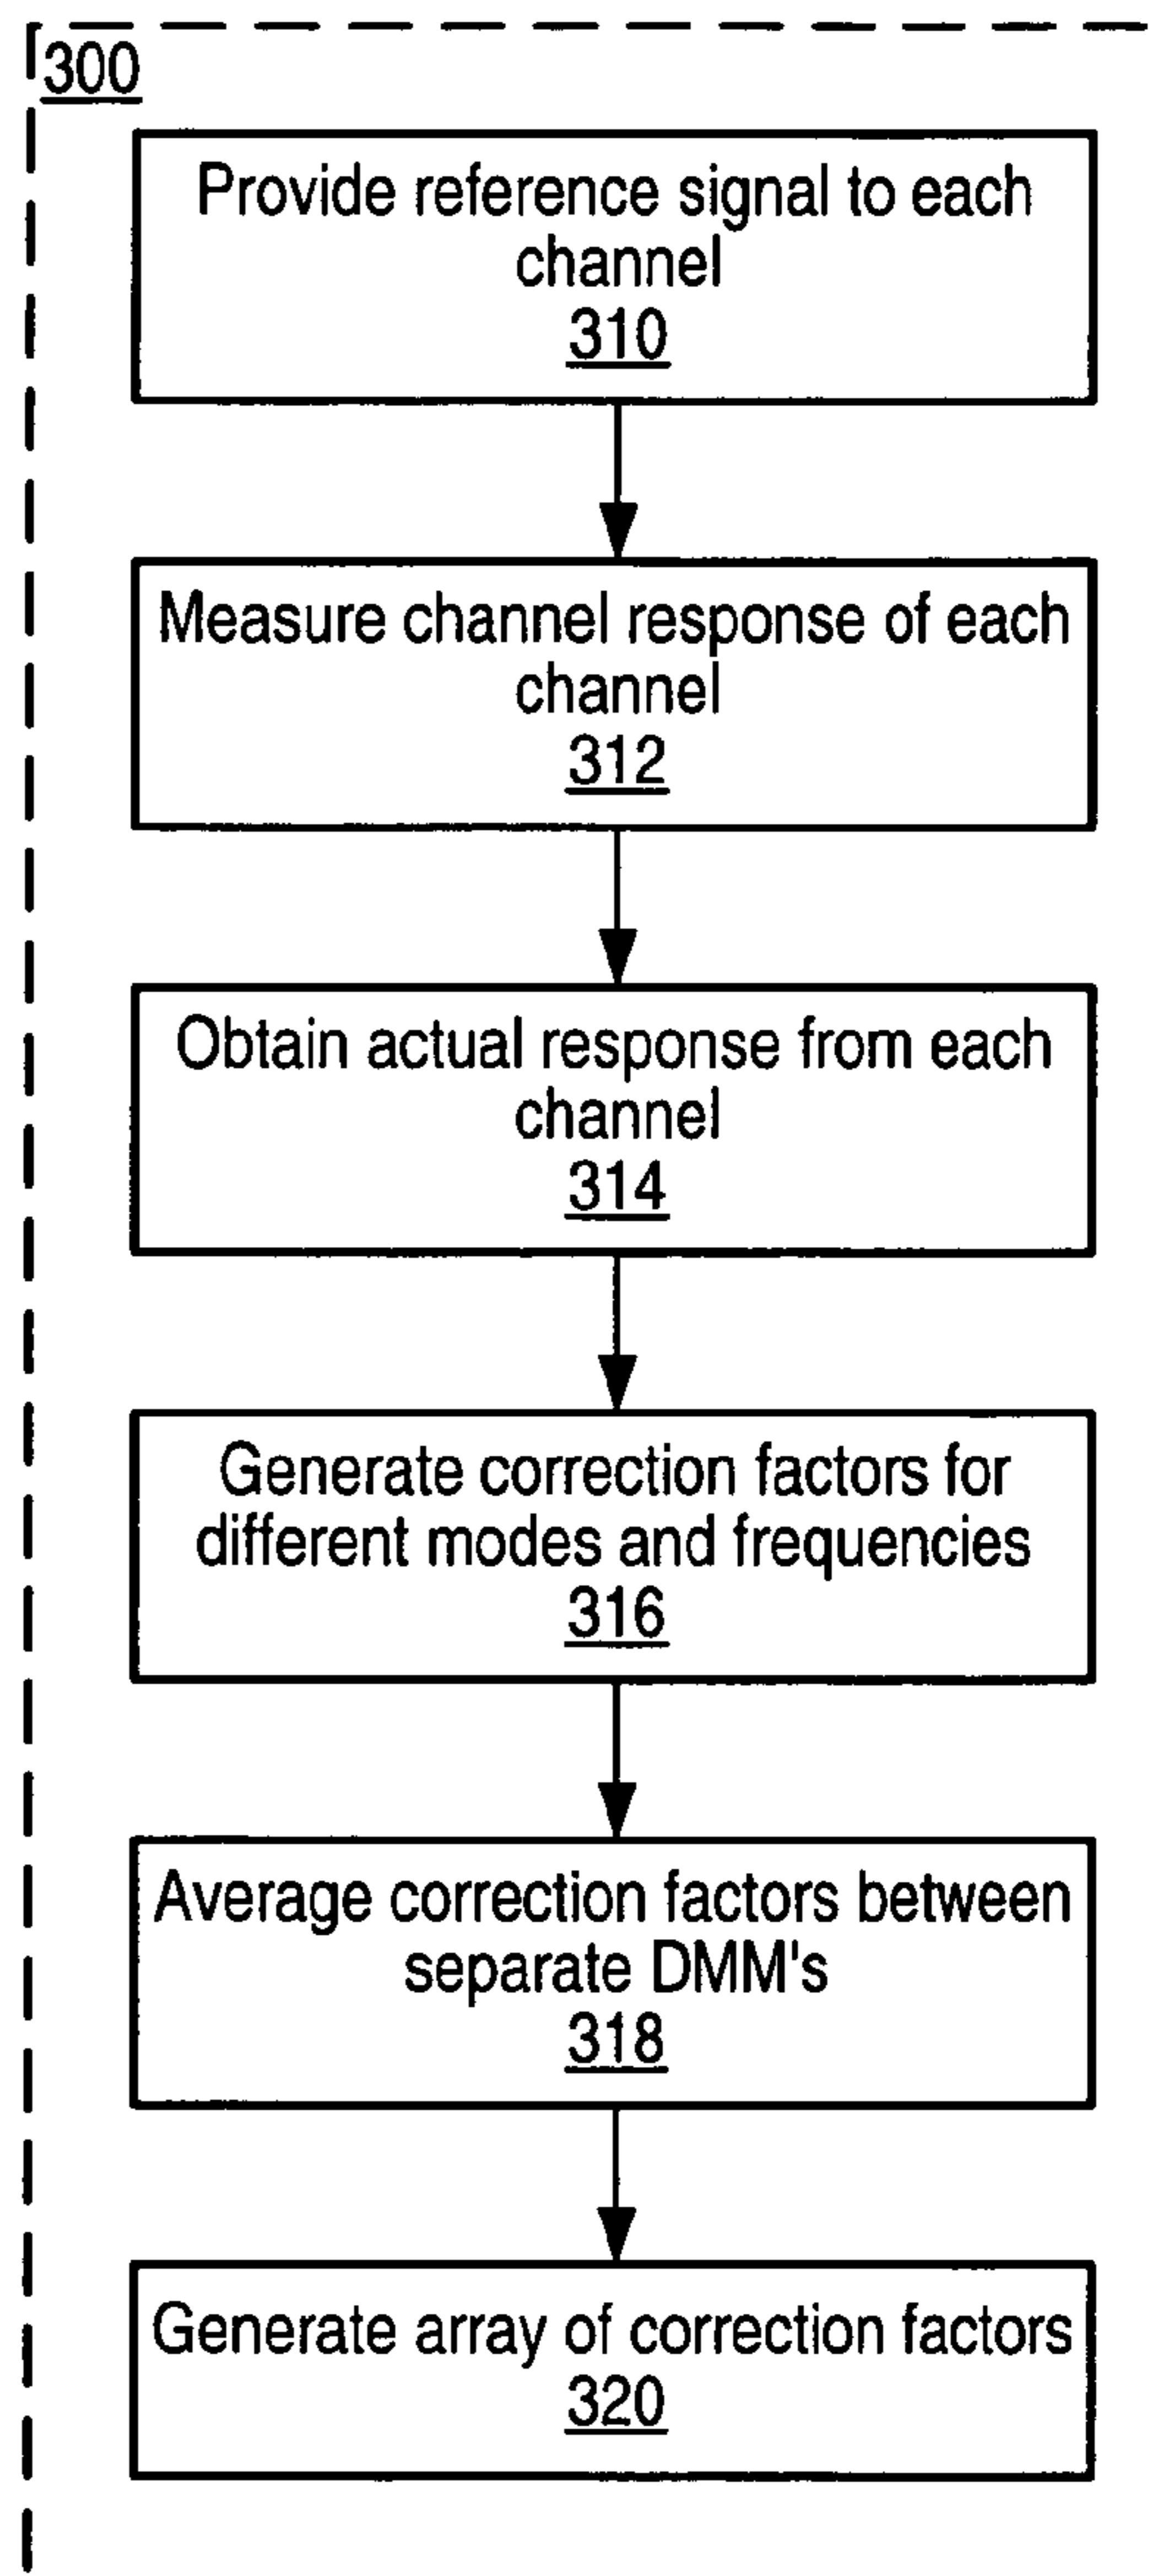 300
Provide reference signal to each
channel
310
Measure channel response of each
channel
312
Obtain actual response from each
channel
314
Generate correction factors for
different modes and frequencies
316
Average correction factors between
separate DMM's
318
Generate array of correction factors
320